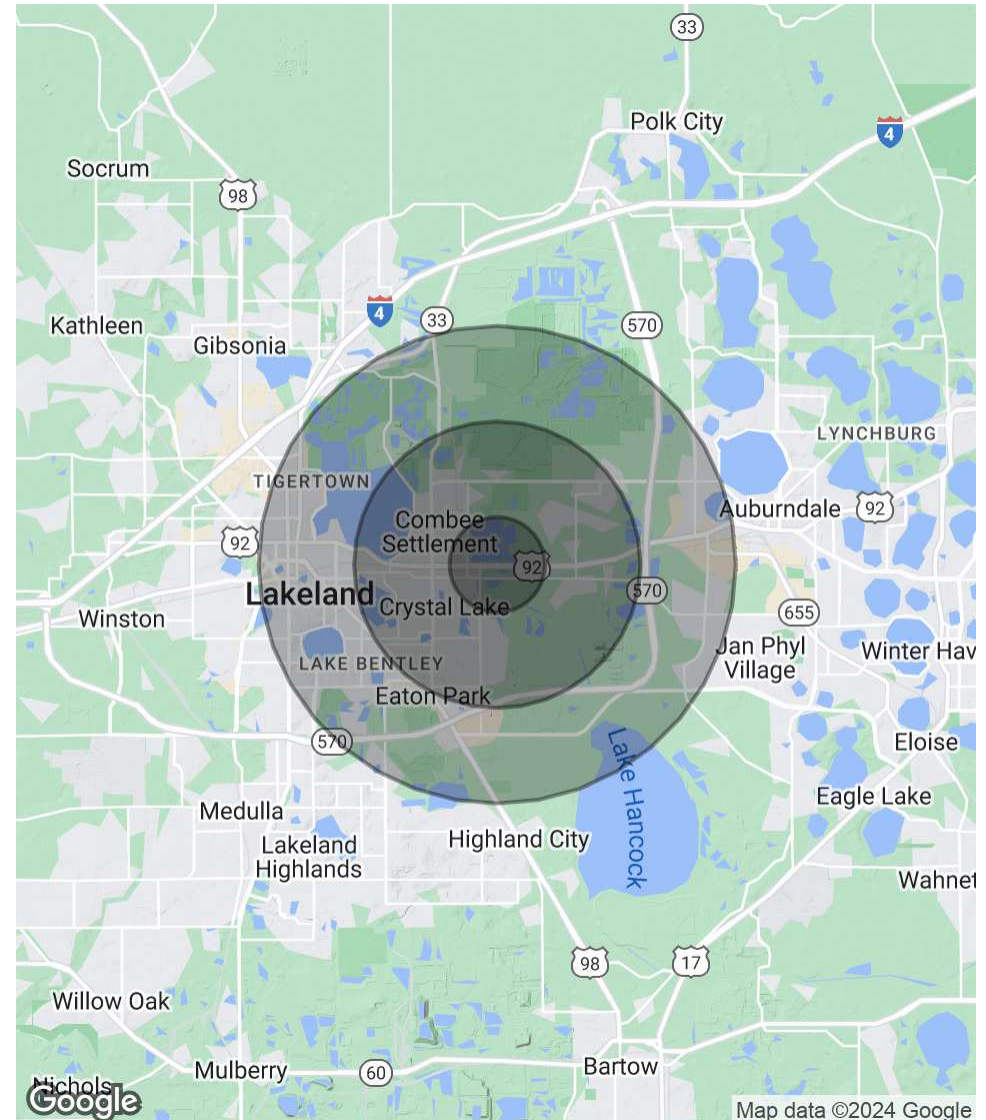 33
Polk City
4
Socrum
98
4
33
570
Kathleen
Gibsonia
LYNCHBURG
TIGERTOWN
92
Auburndale
Combee
Settlement
92
92
Lakeland
Crystal Lake
570
655
Winston
Jan Phyl
Village
Winter Hav
LAKE BENTLEY
Eaton Park
570
Lake Hancock
Eloise
Medulla
Eagle Lake
Lakeland
Highlands
Highland City
Wahnet
98
17
Willow Oak
Mulberry
60
Bartow
Nichols
Google
Map data ©2024 Google